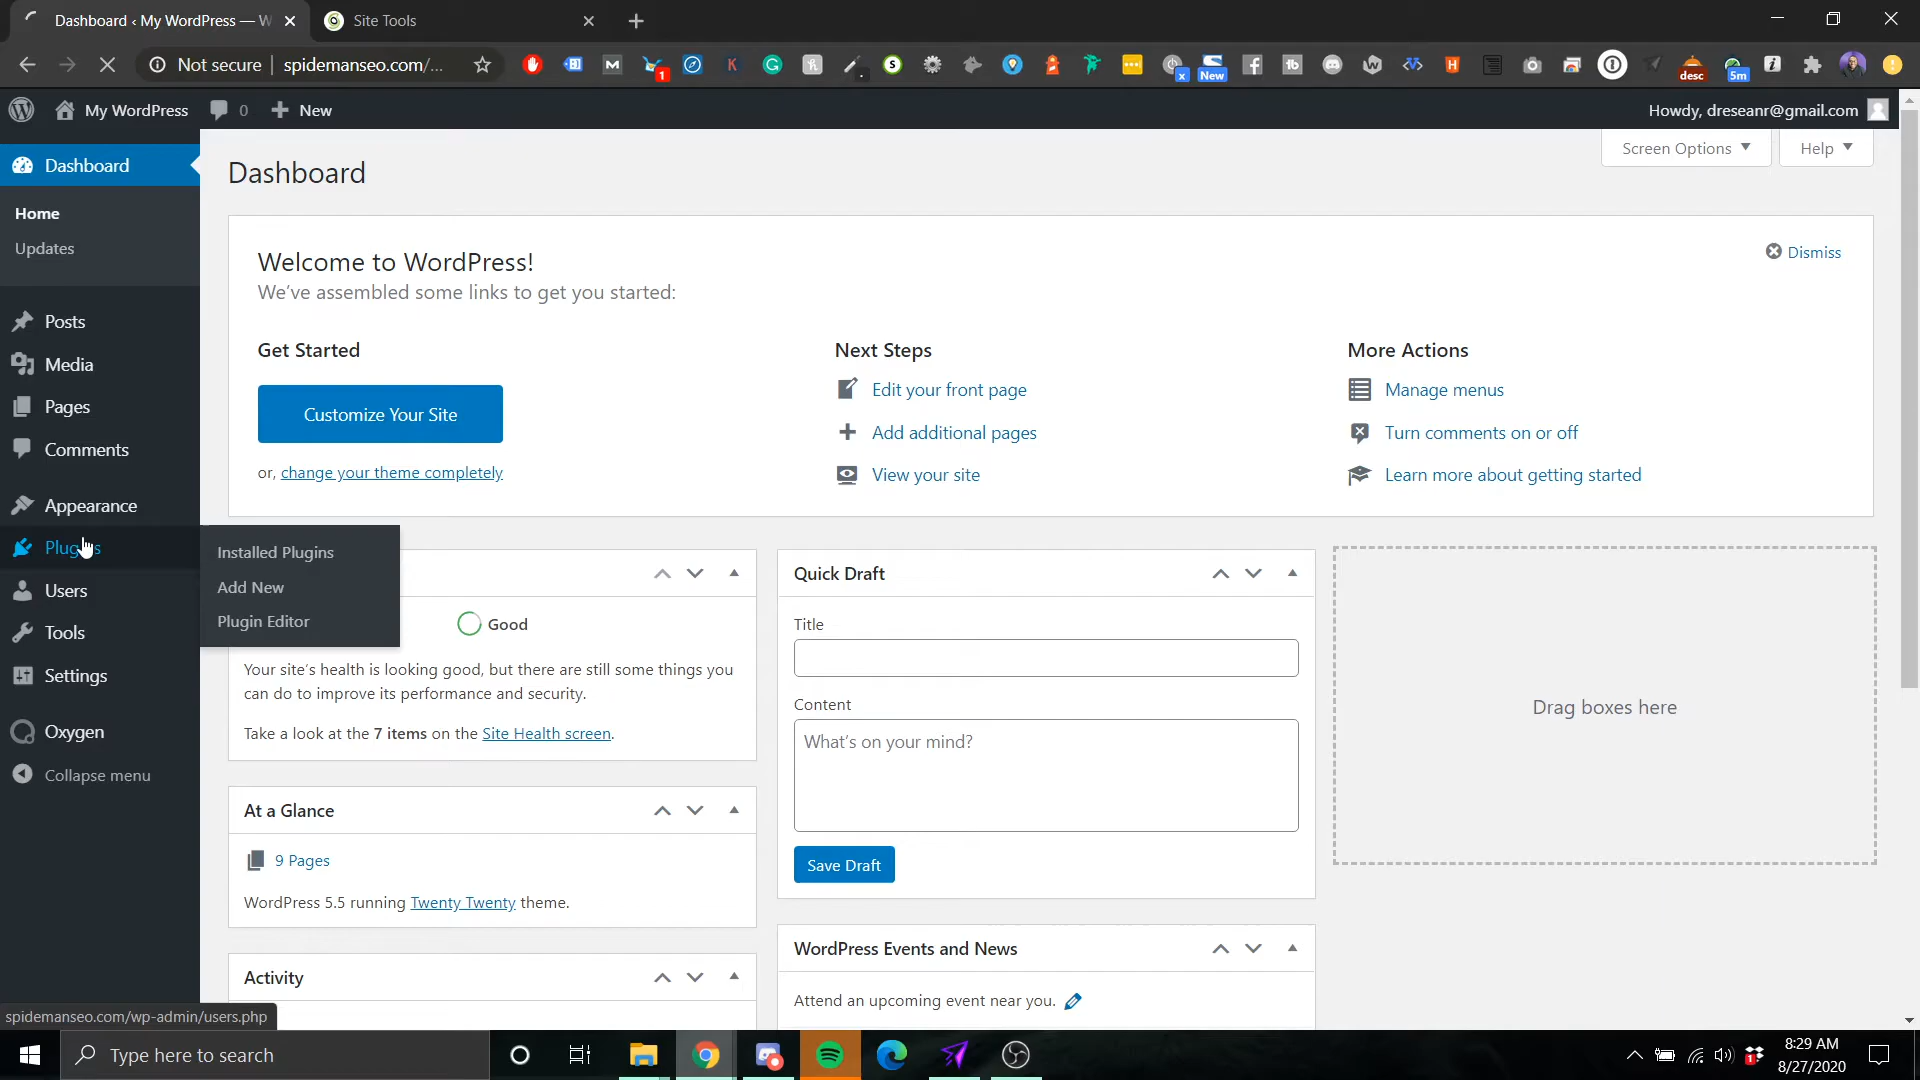 Dashboard ‹ My WordPress — W
Site Tools
Not secure
spidemanseo.com/...
1
New
desc
5m
My WordPress
0
New
Howdy, dreseanr@gmail.com
Dashboard
Home
Updates
Posts
Media
Pages
Comments
Appearance
Users
Tools
Settings
Oxygen
Collapse menu
Installed Plugins
Add New
Plugin Editor
Dashboard
Screen Options
Help
Welcome to WordPress!
We've assembled some links to get you started:
Dismiss
Get Started
Customize Your Site
or, change your theme completely
Next Steps
Edit your front page
Add additional pages
View your site
More Actions
Manage menus
Turn comments on or off
Learn more about getting started
Good
Your site's health is looking good, but there are still some things you
can do to improve its performance and security.
Take a look at the 7 items on the Site Health screen.
At a Glance
9 Pages
WordPress 5.5 running Twenty Twenty theme.
Activity
Quick Draft
Title
Content
What's on your mind?
Save Draft
WordPress Events and News
Attend an upcoming event near you.
Drag boxes here
spidemanseo.com/wp-admin/users.php
Type here to search
8:29 AM
8/27/2020